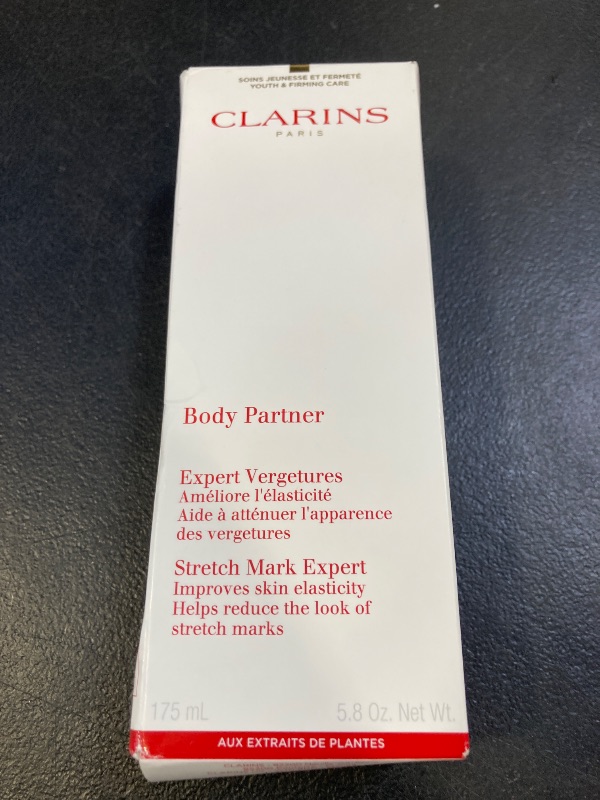 SOINS JEUNESSE ET FERMETÉ
YOUTH & FIRMING CARE
CLARINS
PARIS
Body Partner
Expert Vergetures
Améliore l'élasticité
Aide à atténuer l'apparence
des vergetures
Stretch Mark Expert
Improves skin elasticity
Helps reduce the look of
stretch marks
175 mL 5.8 Oz. Net Wt.
AUX EXTRAITS DE PLANTES